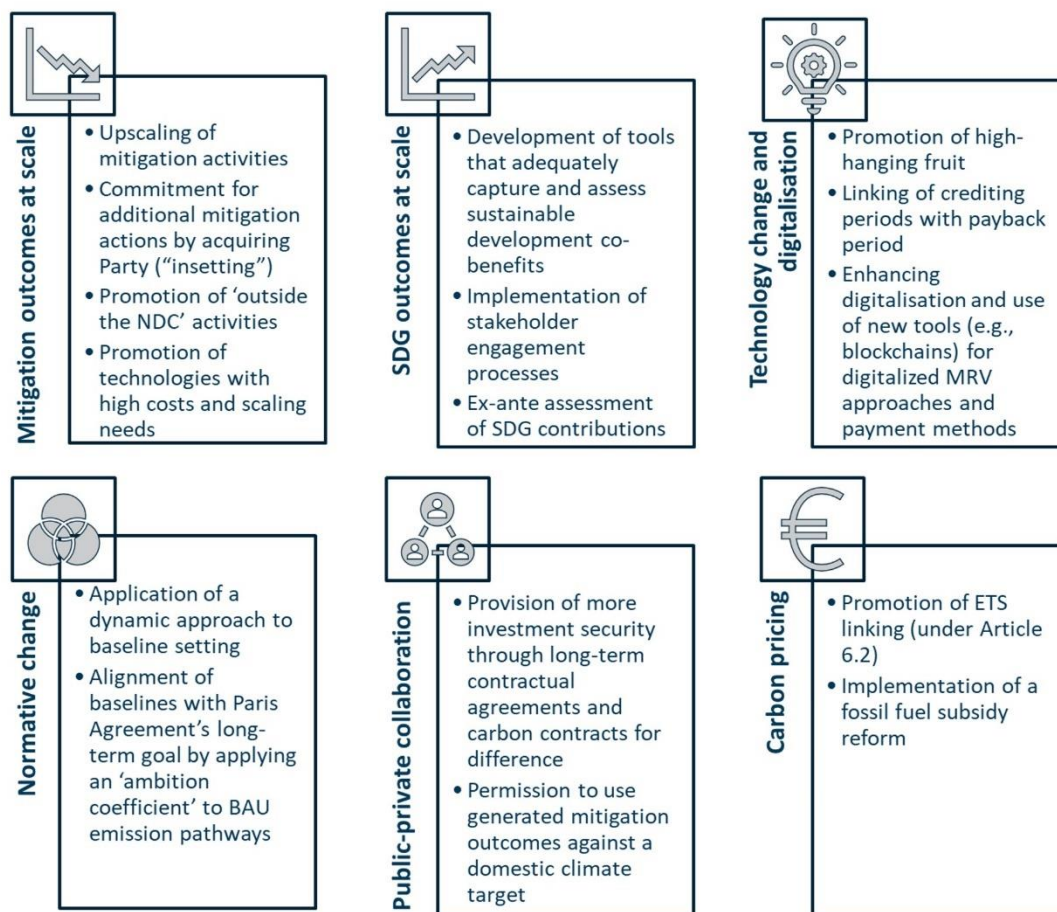 Mitigation outcomes at scale
• Upscaling of
mitigation activities
• Commitment for
additional mitigation
actions by acquiring
Party (“insetting”)
• Promotion of ‘outside
the NDC’ activities
• Promotion of
technologies with
high costs and scaling
needs
SDG outcomes at scale
• Development of tools
that adequately
capture and assess
sustainable
development co-
benefits
• Implementation of
stakeholder
engagement
processes
• Ex-ante assessment
of SDG contributions
Technology change and
digitalisation
• Promotion of high-
hanging fruit
• Linking of crediting
periods with payback
period
• Enhancing
digitalisation and use
of new tools (e.g.,
blockchains) for
digitalized MRV
approaches and
payment methods
Normative change
• Application of a
dynamic approach to
baseline setting
• Alignment of
baselines with Paris
Agreement’s long-
term goal by applying
an ‘ambition
coefficient’ to BAU
emission pathways
Public-private collaboration
• Provision of more
investment security
through long-term
contractual
agreements and
carbon contracts for
difference
• Permission to use
generated mitigation
outcomes against a
domestic climate
target
Carbon pricing
• Promotion of ETS
linking (under Article
6.2)
• Implementation of a
fossil fuel subsidy
reform